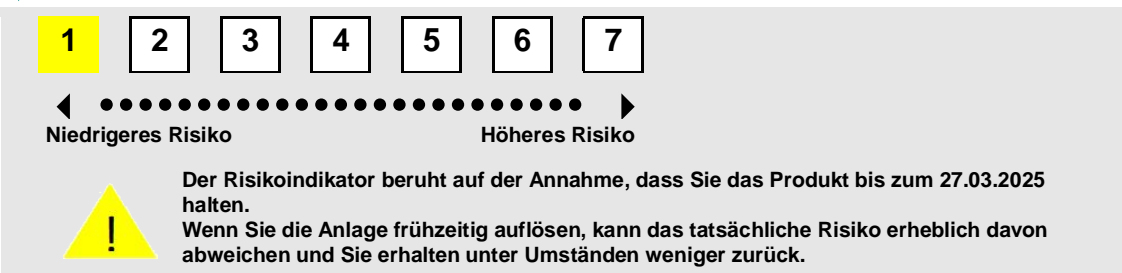 1 2 3 4 5 6 7
Niedrigeres Risiko Höheres Risiko
Der Risikoindikator beruht auf der Annahme, dass Sie das Produkt bis zum 27.03.2025
halten.
Wenn Sie die Anlage frühzeitig auflösen, kann das tatsächliche Risiko erheblich davon
abweichen und Sie erhalten unter Umständen weniger zurück.
!